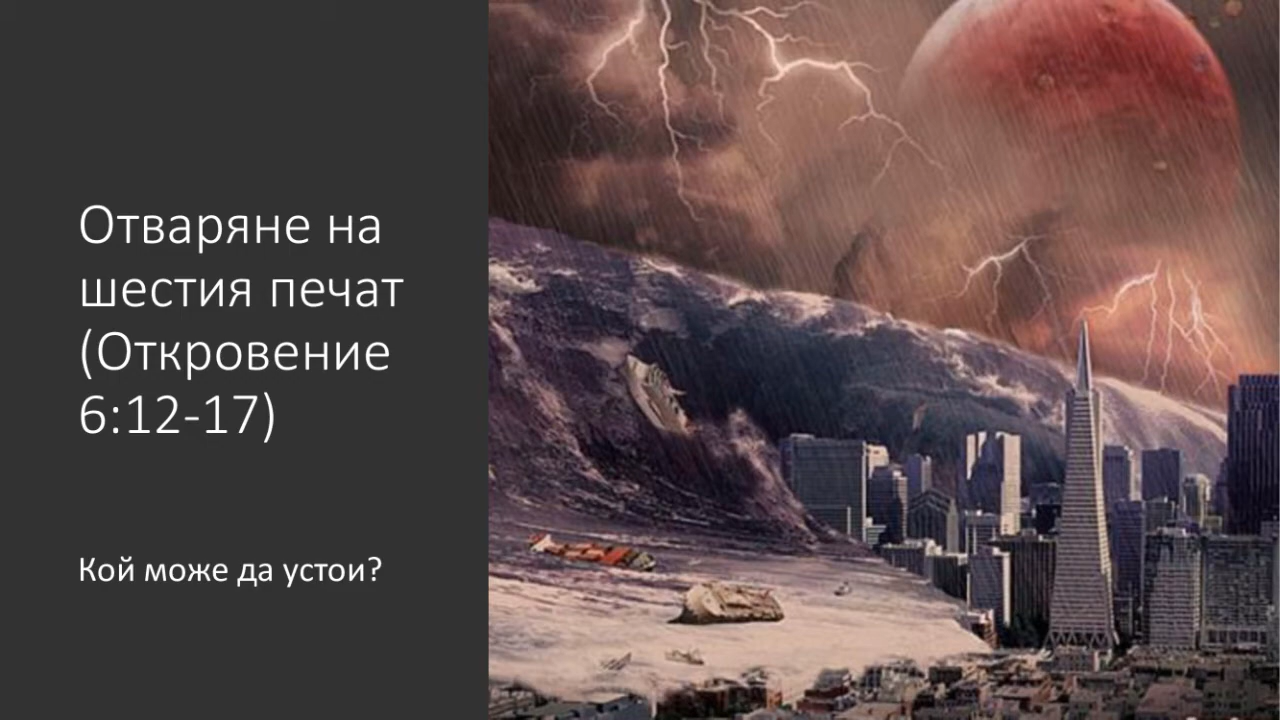 Отваряне на
шестия печат
(Откровение
6:12-17)
Кой може да устои?